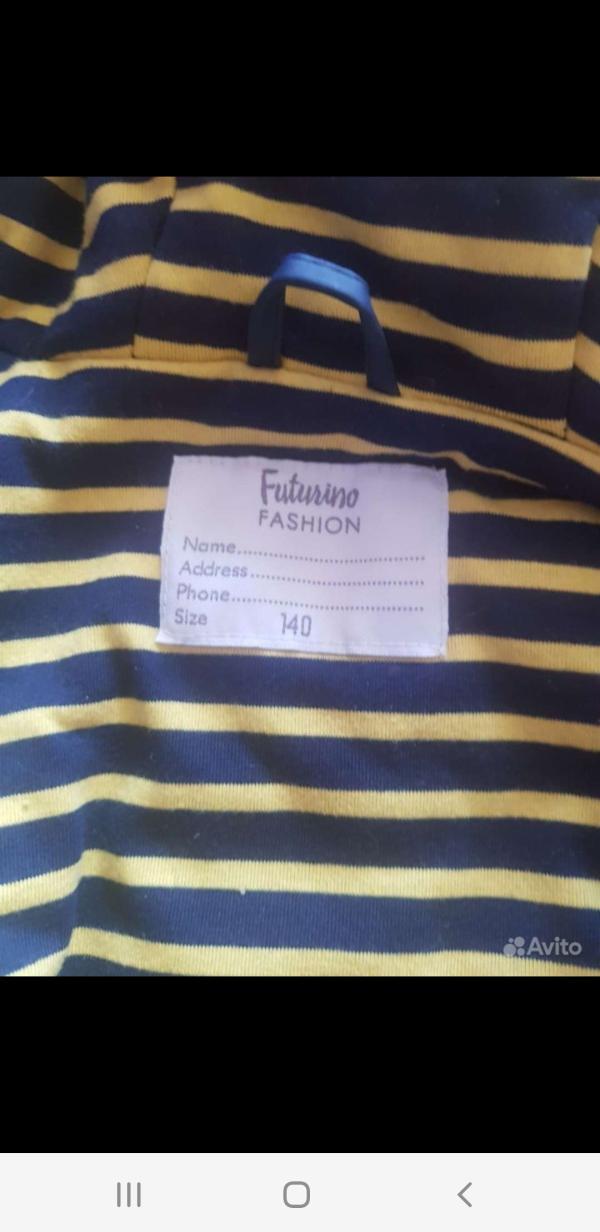 Futurino
FASHION
Name
Address
Phone
Size 140
Avito